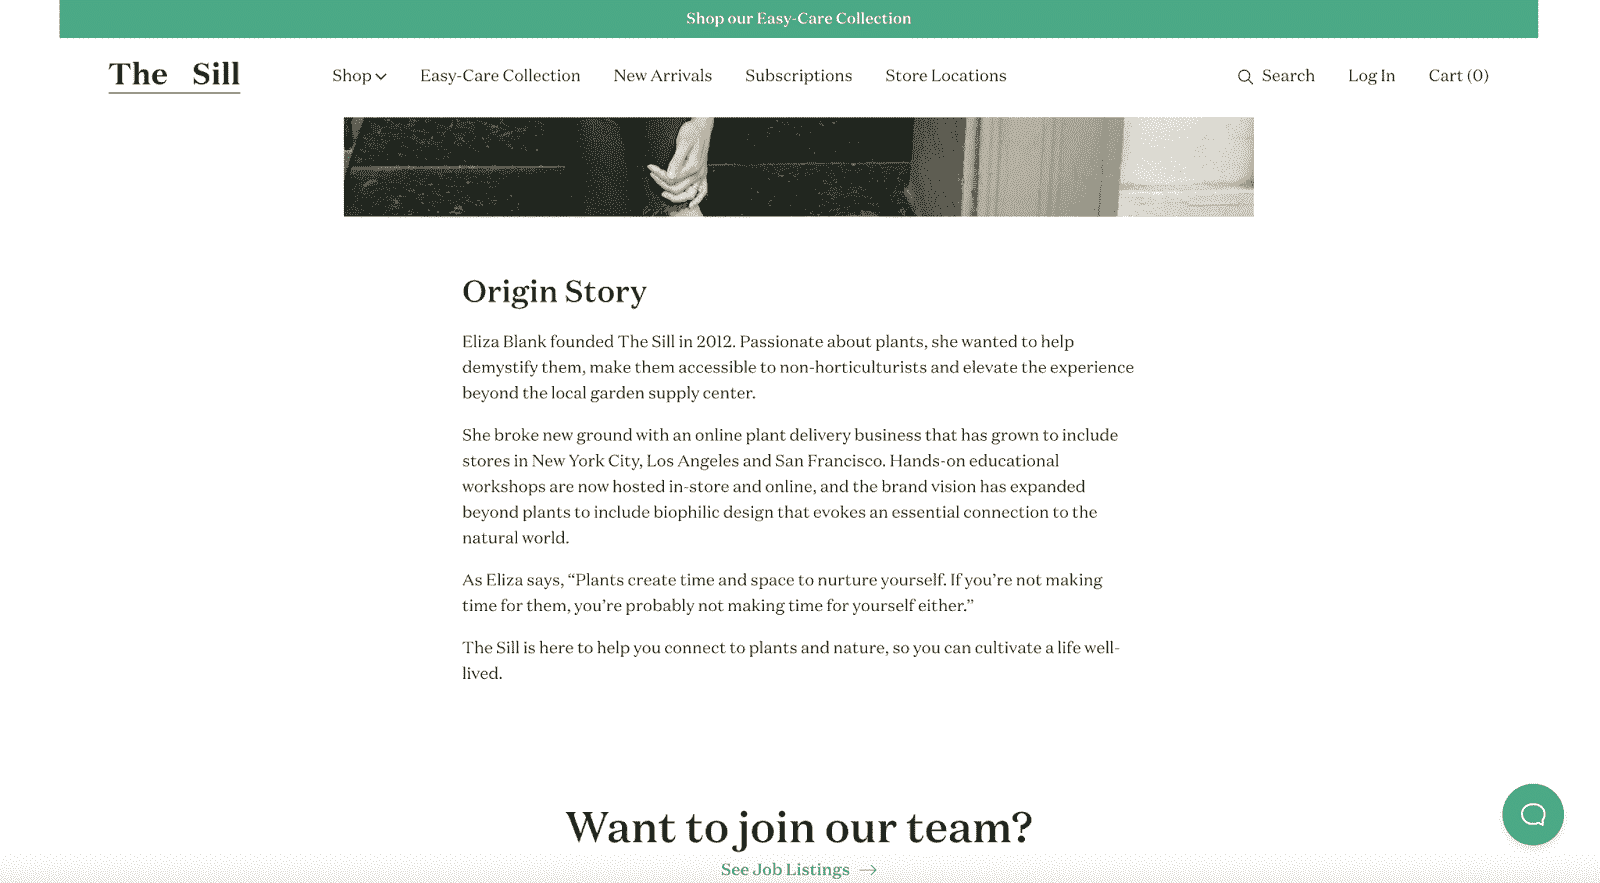 Shop our Easy-Care Collection
The Sill
Shop
Easy-Care Collection
New Arrivals
Subscriptions
Store Locations
Search
Log In
Cart (0)
Origin Story
Eliza Blank founded The Sill in 2012. Passionate about plants, she wanted to help
demystify them, make them accessible to non-horticulturists and elevate the experience
beyond the local garden supply center.
She broke new ground with an online plant delivery business that has grown to include
stores in New York City, Los Angeles and San Francisco. Hands-on educational
workshops are now hosted in-store and online, and the brand vision has expanded
beyond plants to include biophilic design that evokes an essential connection to the
natural world.
As Eliza says, “Plants create time and space to nurture yourself. If you’re not making
time for them, you’re probably not making time for yourself either.”
The Sill is here to help you connect to plants and nature, so you can cultivate a life well-
lived.
Want to join our team?
See Job Listings →